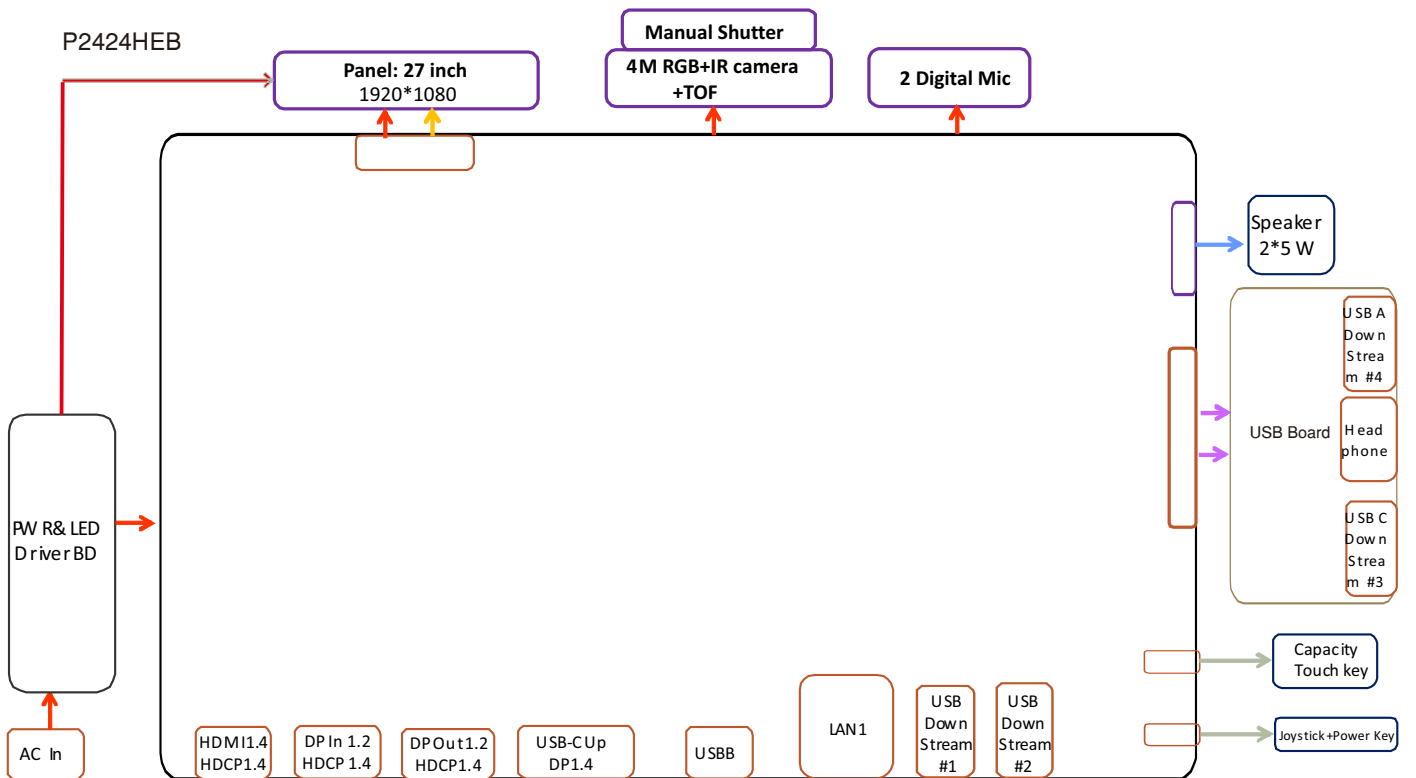 P2424HEB
Manual Shutter
Panel: 27 inch
1920*1080
4M RGB+IR camera
+TOF
2 Digital Mic
Speaker
2*5 W
USB A
Down
Strea
m #4
USB Board
Head
phone
USB C
Down
Strea
m #3
PWR& LED
Driver BD
Capacity
Touch key
AC In
HDMI1.4
HDCP1.4
DP In 1.2
HDCP 1.4
DP Out1.2
HDCP1.4
USB-C Up
DP1.4
USBB
LAN1
USB
Down
Stream
#1
USB
Down
Stream
#2
Joystick+Power Key